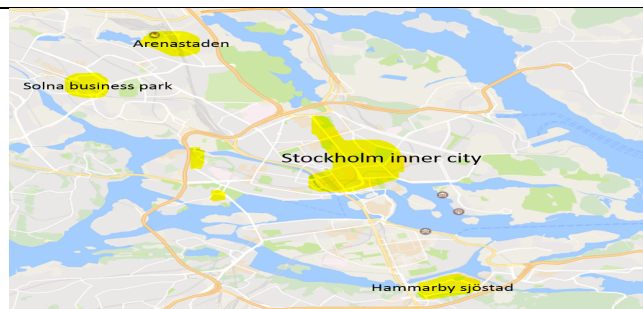 Arenastaden
Solna business park
Stockholm inner city
Hammarby sjöstad